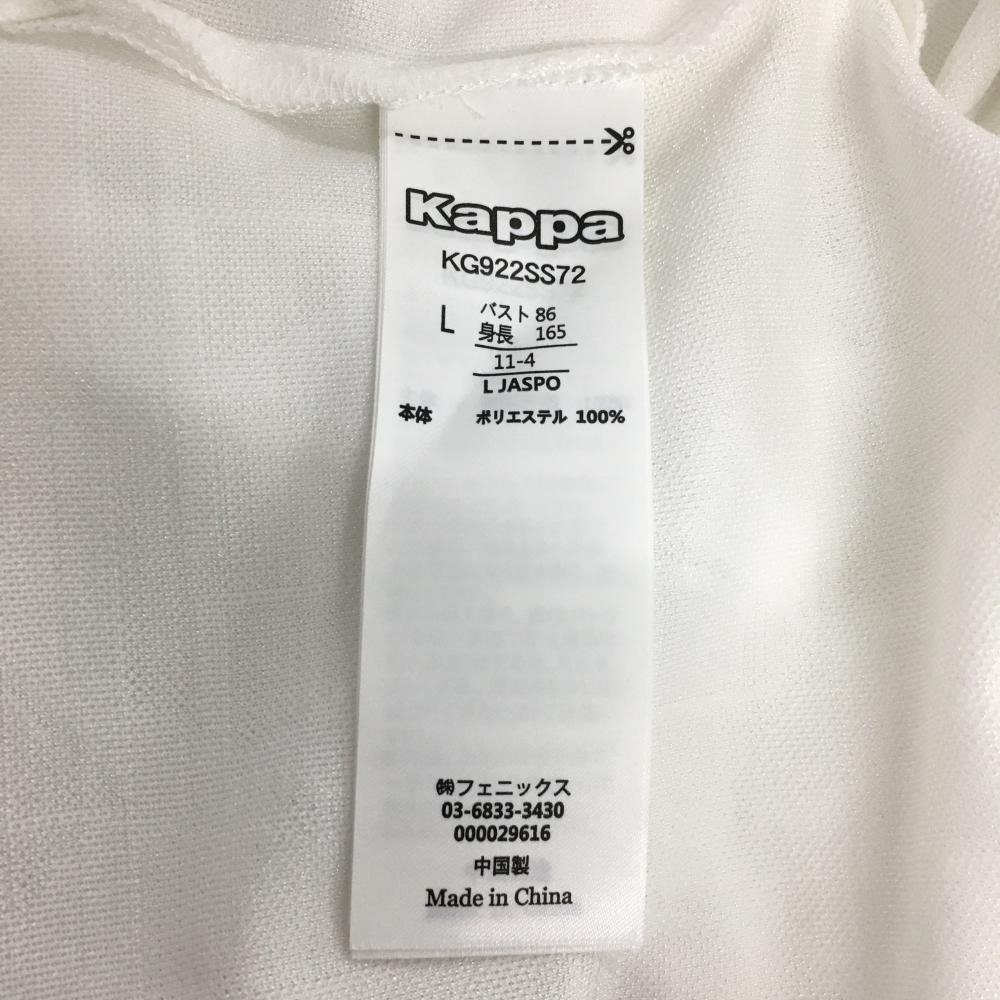 Kappa
KG922SS72
L バスト 86
身長 165
11-4
L JASPO
本体 ポリエステル 100%
㈱フェニックス
03-6833-3430
000029616
中国製
Made in China